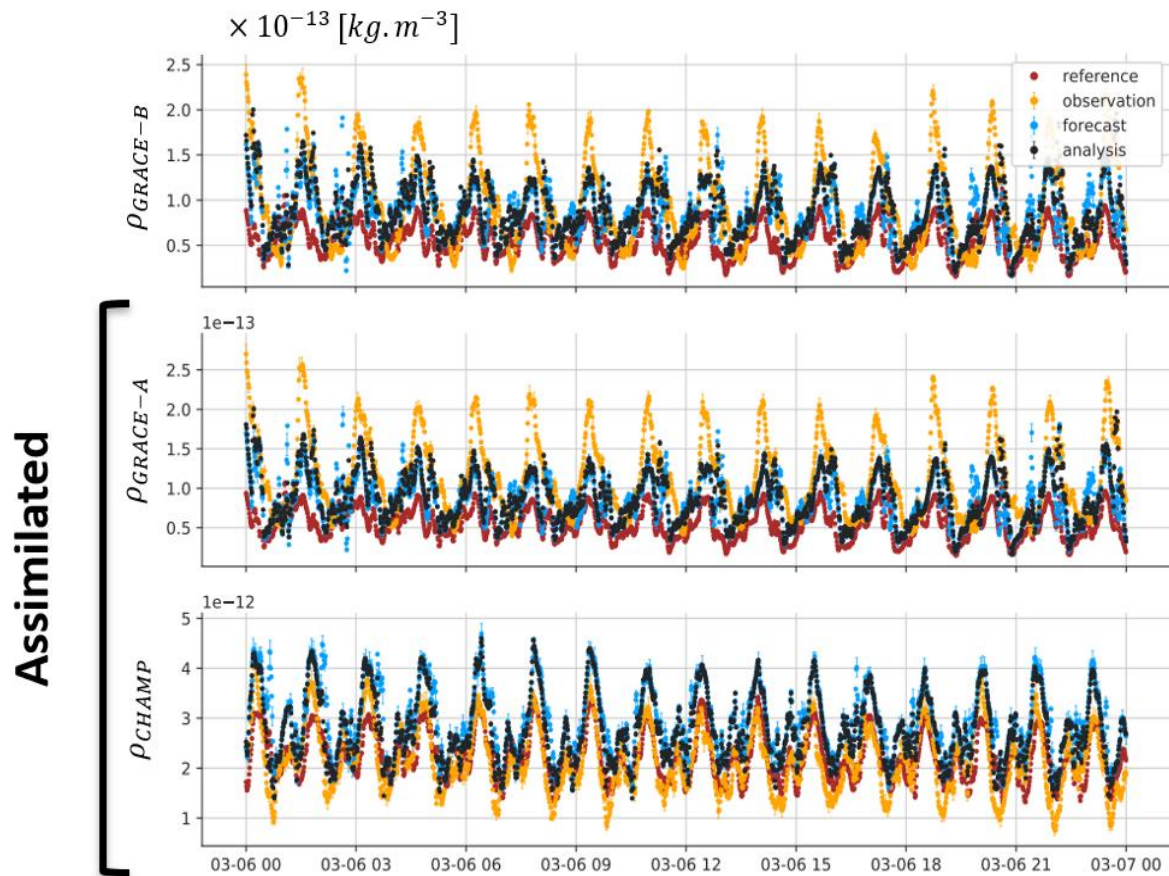 × 10⁻¹³ [kg.m⁻³]
2.5
2.0
1.5
1.0
0.5
ρGRACE−B
reference
observation
forecast
analysis
Assimilated
1e−13
2.5
2.0
1.5
1.0
0.5
ρGRACE−A
1e−12
5
4
3
2
1
ρCHAMP
03-06 00 03-06 03 03-06 06 03-06 09 03-06 12 03-06 15 03-06 18 03-06 21 03-07 00